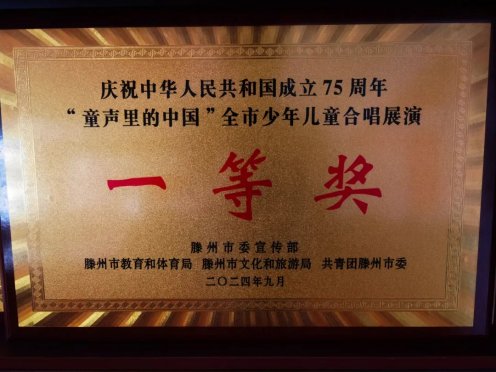 庆祝中华人民共和国成立75周年
“童声里的中国”全市少年儿童合唱展演
一等奖
滕州市委宣传部
滕州市教育和体育局 滕州市文化和旅游局 共青团滕州市委
二〇二四年九月